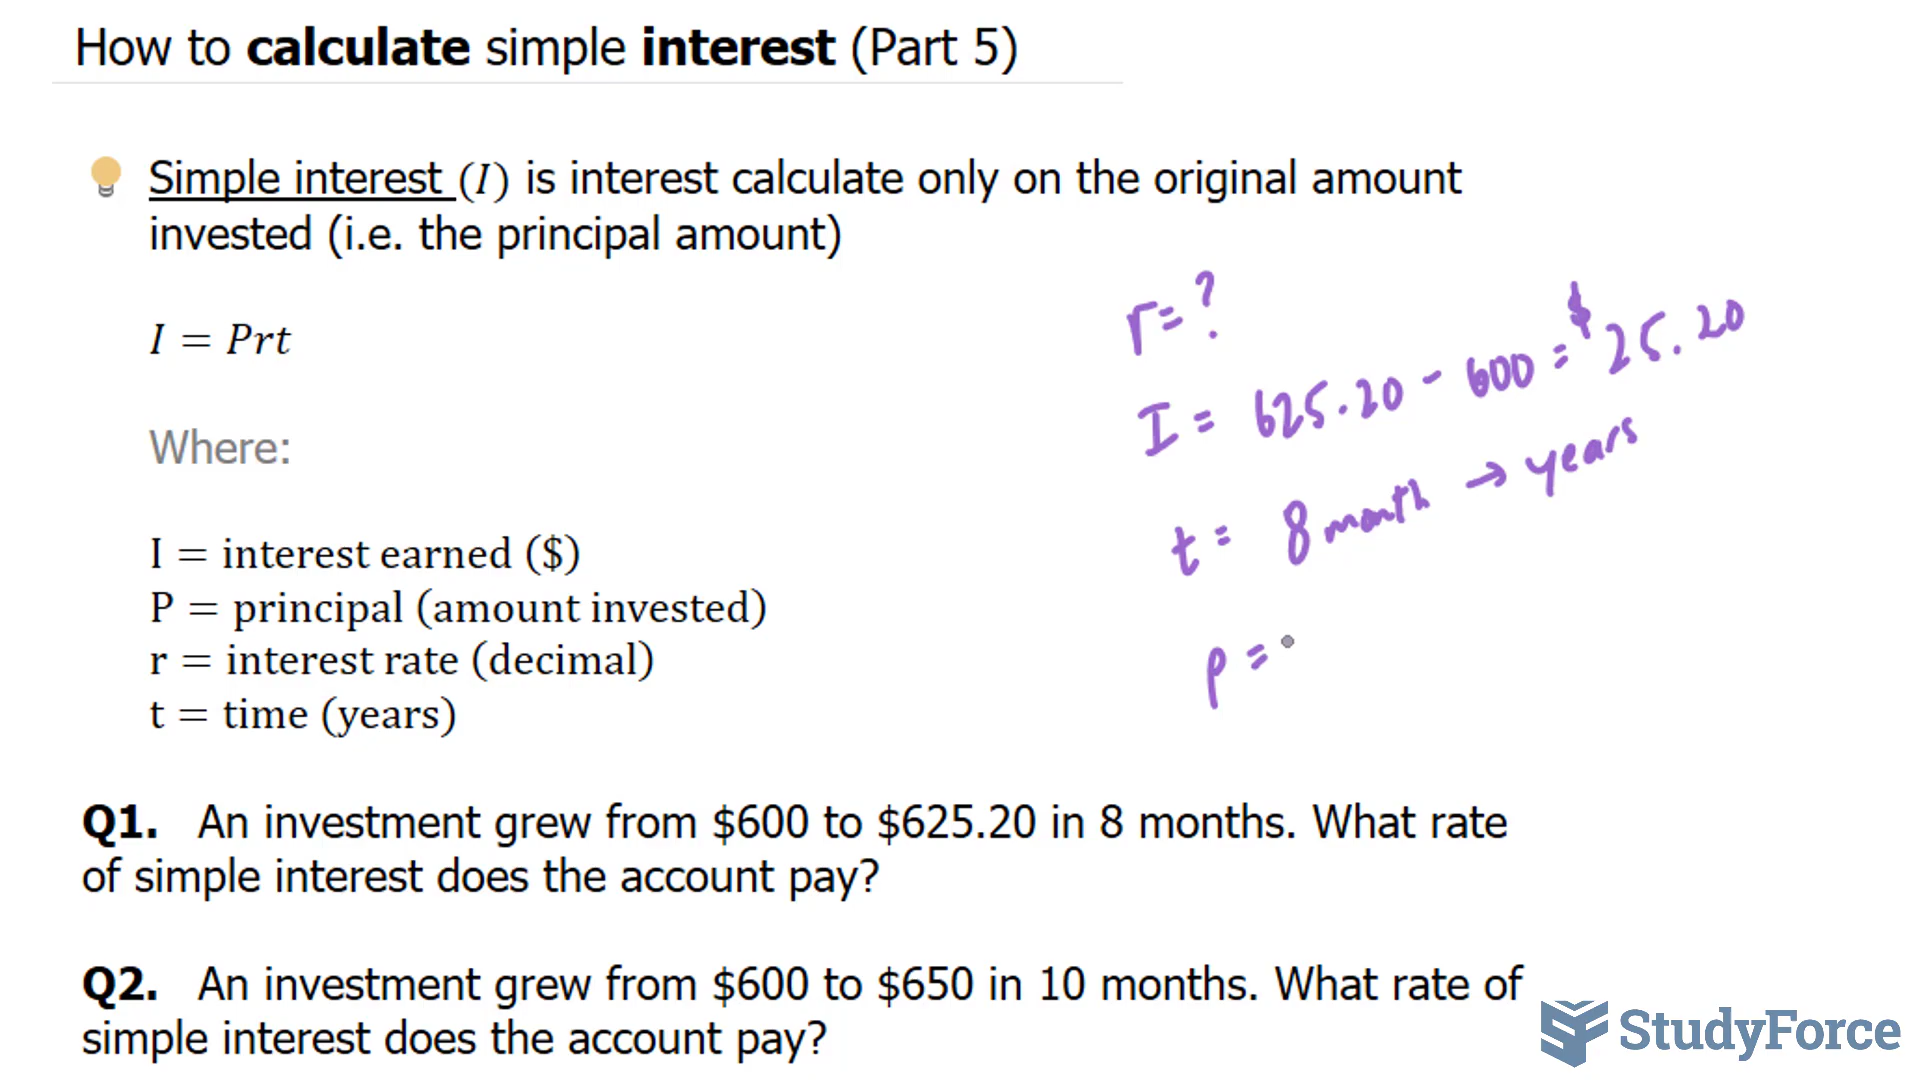 How to calculate simple interest (Part 5)
Simple interest (I) is interest calculate only on the original amount
invested (i.e. the principal amount)
I = Prt
Where:
I = interest earned ($)
P = principal (amount invested)
r = interest rate (decimal)
t = time (years)
r = ?
I = 625.20 - 600 = $25.20
t = 8 month → years
P =
Q1. An investment grew from $600 to $625.20 in 8 months. What rate
of simple interest does the account pay?
Q2. An investment grew from $600 to $650 in 10 months. What rate of
simple interest does the account pay?
StudyForce